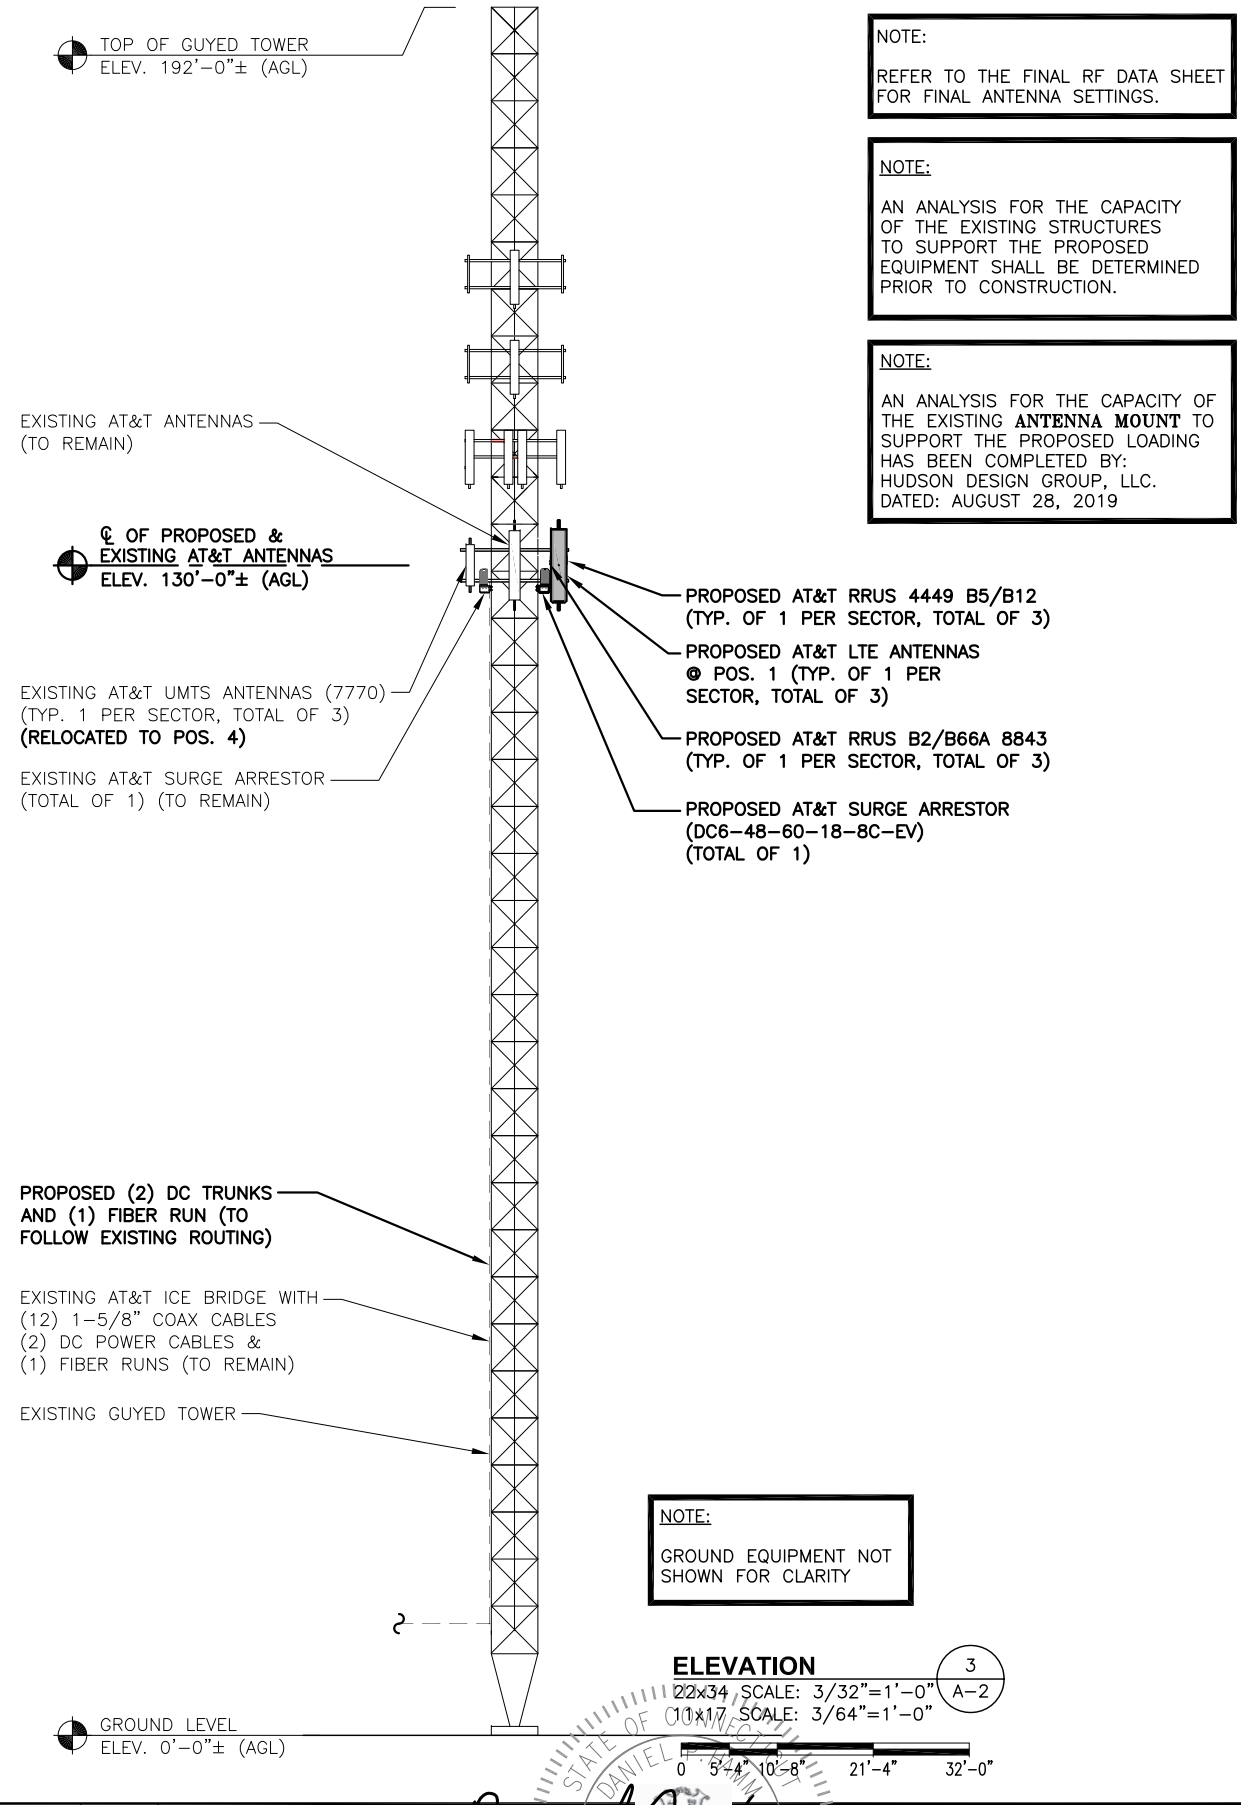 TOP OF GUYED TOWER
ELEV. 192'-0"± (AGL)
NOTE:
REFER TO THE FINAL RF DATA SHEET
FOR FINAL ANTENNA SETTINGS.
NOTE:
AN ANALYSIS FOR THE CAPACITY
OF THE EXISTING STRUCTURES
TO SUPPORT THE PROPOSED
EQUIPMENT SHALL BE DETERMINED
PRIOR TO CONSTRUCTION.
NOTE:
AN ANALYSIS FOR THE CAPACITY OF
THE EXISTING ANTENNA MOUNT TO
SUPPORT THE PROPOSED LOADING
HAS BEEN COMPLETED BY:
HUDSON DESIGN GROUP, LLC.
DATED: AUGUST 28, 2019
EXISTING AT&T ANTENNAS
(TO REMAIN)
℄ OF PROPOSED &
EXISTING AT&T ANTENNAS
ELEV. 130'-0"± (AGL)
PROPOSED AT&T RRUS 4449 B5/B12
(TYP. OF 1 PER SECTOR, TOTAL OF 3)
PROPOSED AT&T LTE ANTENNAS
@ POS. 1 (TYP. OF 1 PER
SECTOR, TOTAL OF 3)
PROPOSED AT&T RRUS B2/B66A 8843
(TYP. OF 1 PER SECTOR, TOTAL OF 3)
PROPOSED AT&T SURGE ARRESTOR
(DC6-48-60-18-8C-EV)
(TOTAL OF 1)
EXISTING AT&T UMTS ANTENNAS (7770)
(TYP. 1 PER SECTOR, TOTAL OF 3)
(RELOCATED TO POS. 4)
EXISTING AT&T SURGE ARRESTOR
(TOTAL OF 1) (TO REMAIN)
PROPOSED (2) DC TRUNKS
AND (1) FIBER RUN (TO
FOLLOW EXISTING ROUTING)
EXISTING AT&T ICE BRIDGE WITH
(12) 1-5/8" COAX CABLES
(2) DC POWER CABLES &
(1) FIBER RUNS (TO REMAIN)
EXISTING GUYED TOWER
NOTE:
GROUND EQUIPMENT NOT
SHOWN FOR CLARITY
ELEVATION
22x34 SCALE: 3/32"=1'-0"
11x17 SCALE: 3/64"=1'-0"
3
A-2
0 5'-4" 10'-8" 21'-4" 32'-0"
GROUND LEVEL
ELEV. 0'-0"± (AGL)
STATE OF CONNECTICUT
DANIEL P. HAMM